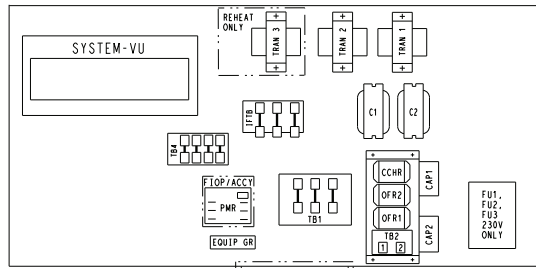 REHEAT
ONLY
TRAN 3
TRAN 2
TRAN 1
SYSTEM-VU
IFTB
C1
C2
TB4
FIOP/ACCY
PMR
TB1
CCHR
OFR2
OFR1
TB2
1 2
CAP1
CAP2
FU1,
FU2,
FU3
230V
ONLY
EQUIP GR